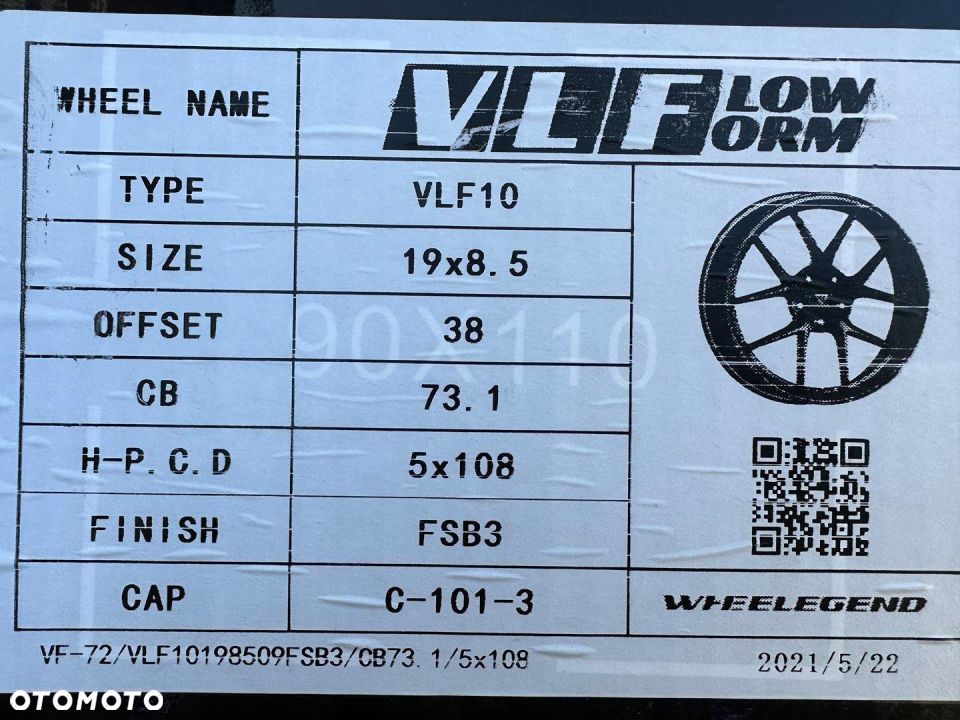 WHEEL NAME VLF LOW FORM
TYPE VLF10
SIZE 19x8.5
OFFSET 38
90X110
CB 73.1
H-P.C.D 5x108
FINISH FSB3
CAP C-101-3
WHEELEGEND
VF-72/VLF10198509FSB3/CB73.1/5x108
2021/5/22
OTOMOTO